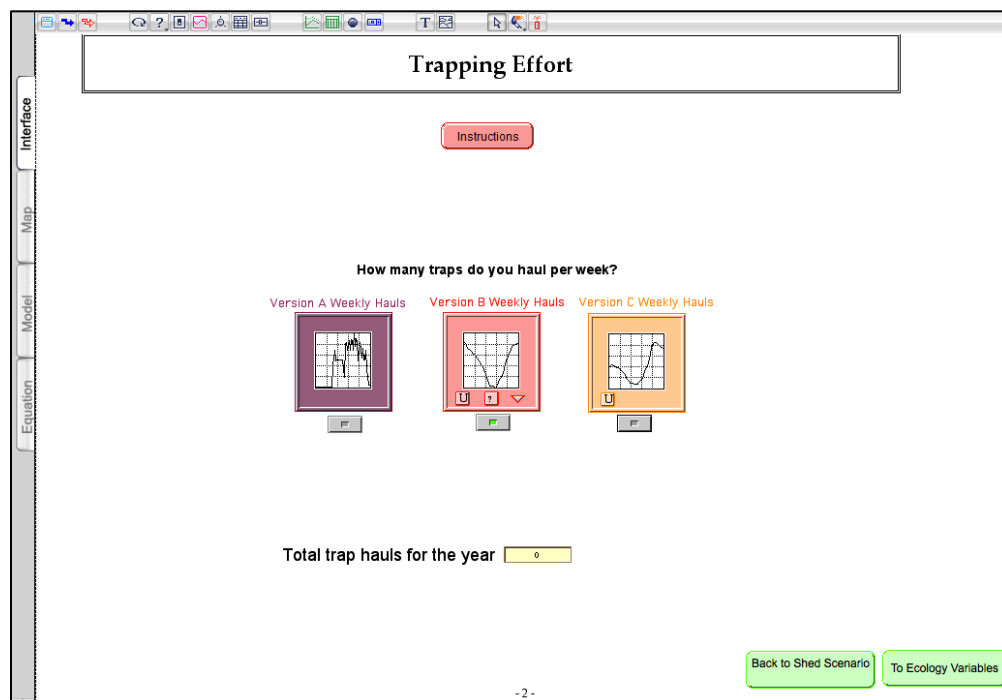 T
Trapping Effort
Interface
Instructions
Map
How many traps do you haul per week?
Version A Weekly Hauls Version B Weekly Hauls Version C Weekly Hauls
Model
U ? U
Equation
Total trap hauls for the year 0
Back to Shed Scenario To Ecology Variables
-2-